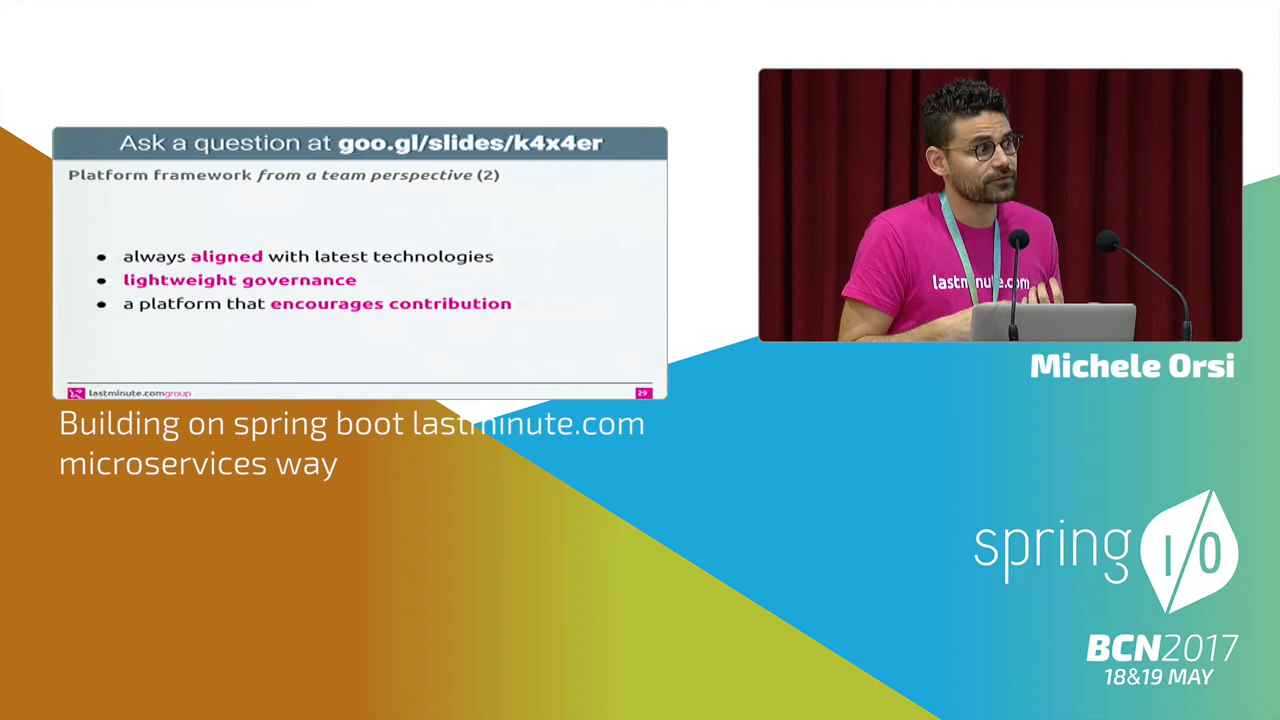 Ask a question at goo.gl/slides/k4x4er
Platform framework from a team perspective (2)
• always aligned with latest technologies
• lightweight governance
• a platform that encourages contribution
lastminute.comgroup
29
lastminute.com
Michele Orsi
Building on spring boot lastminute.com
microservices way
spring I/O
BCN2017
18&19 MAY